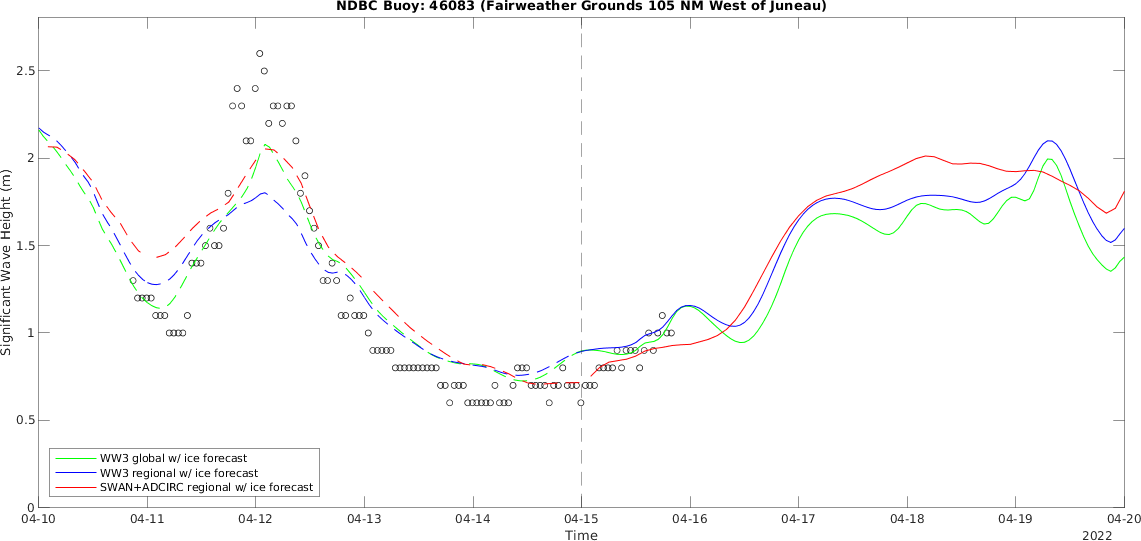 NDBC Buoy: 46083 (Fairweather Grounds 105 NM West of Juneau)
Significant Wave Height (m)
2.5
2
1.5
1
0.5
0
WW3 global w/ ice forecast
WW3 regional w/ ice forecast
SWAN+ADCIRC regional w/ ice forecast
04-10 04-11 04-12 04-13 04-14 04-15 04-16 04-17 04-18 04-19 04-20
Time
2022